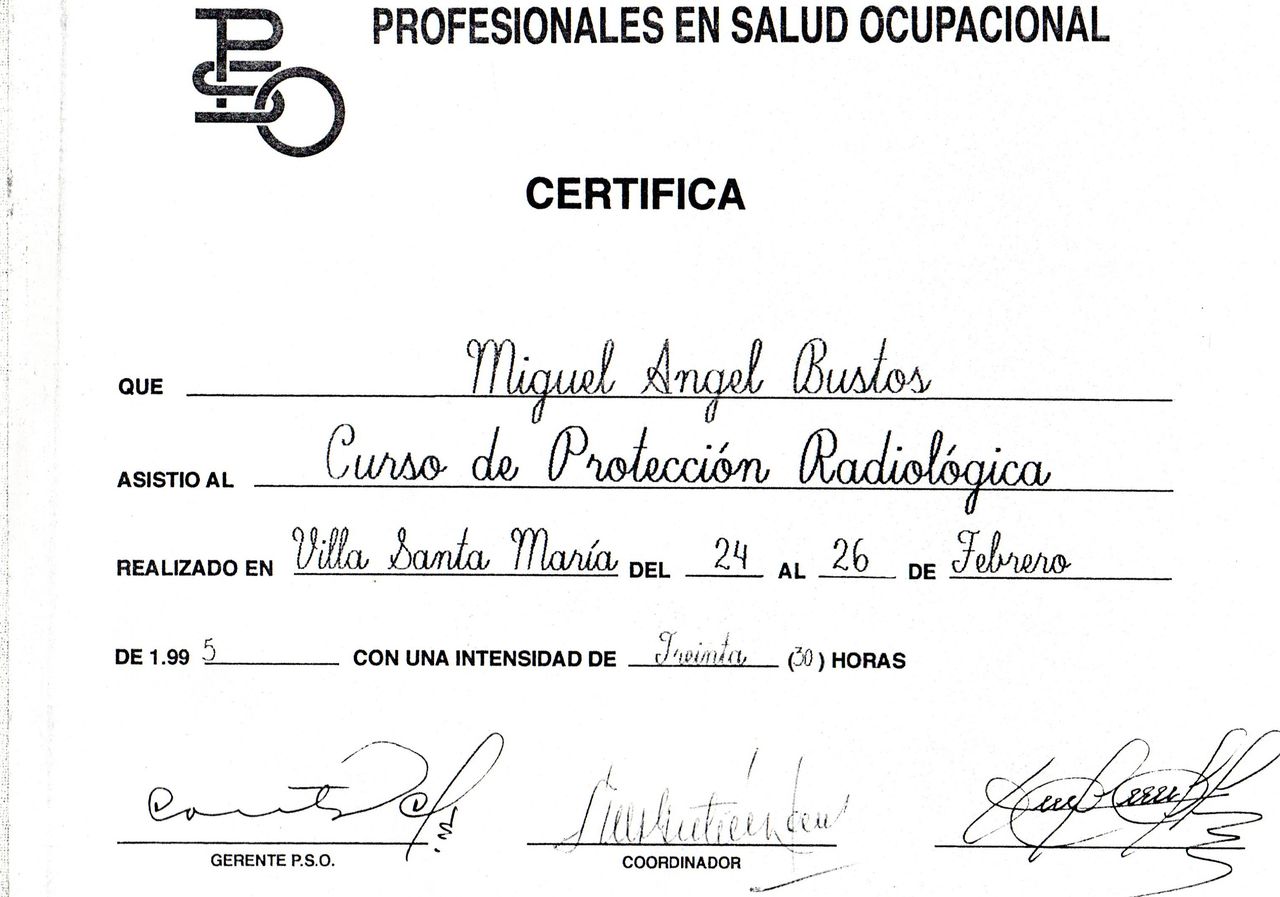 PSO
PROFESIONALES EN SALUD OCUPACIONAL
CERTIFICA
QUE Miguel Angel Bustos
ASISTIO AL Curso de Protección Radiológica
REALIZADO EN Villa Santa María DEL 24 AL 26 DE Febrero
DE 1.99 5 CON UNA INTENSIDAD DE Treinta (30) HORAS
GERENTE P.S.O. COORDINADOR